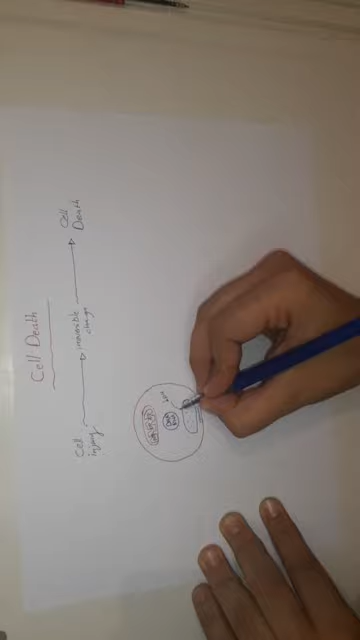 Cell Death
Cell
injury
irreversible
change
Cell
Death